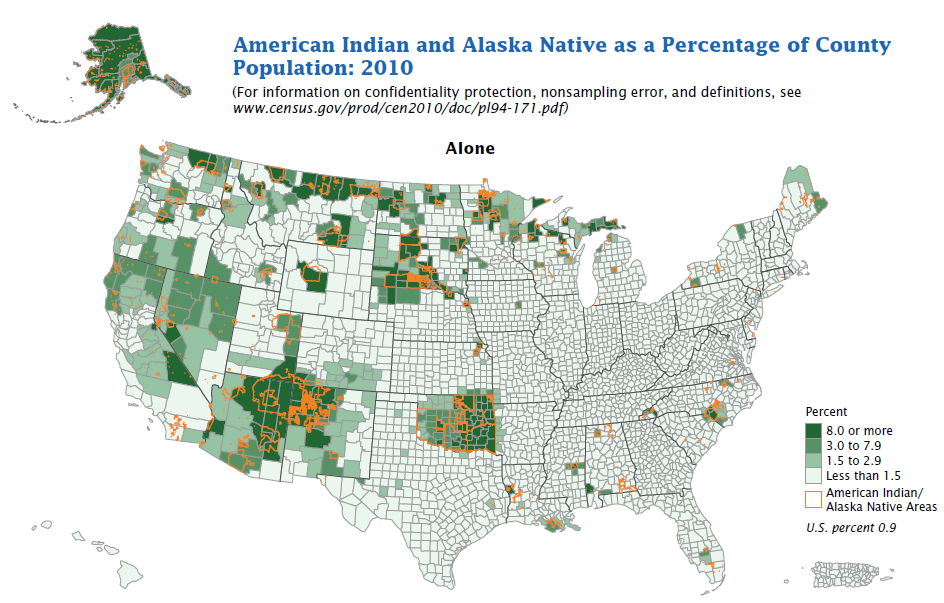 American Indian and Alaska Native as a Percentage of County
Population: 2010
(For information on confidentiality protection, nonsampling error, and definitions, see
www.census.gov/prod/cen2010/doc/pl94-171.pdf)
Alone
Percent
8.0 or more
3.0 to 7.9
1.5 to 2.9
Less than 1.5
American Indian/
Alaska Native Areas
U.S. percent 0.9